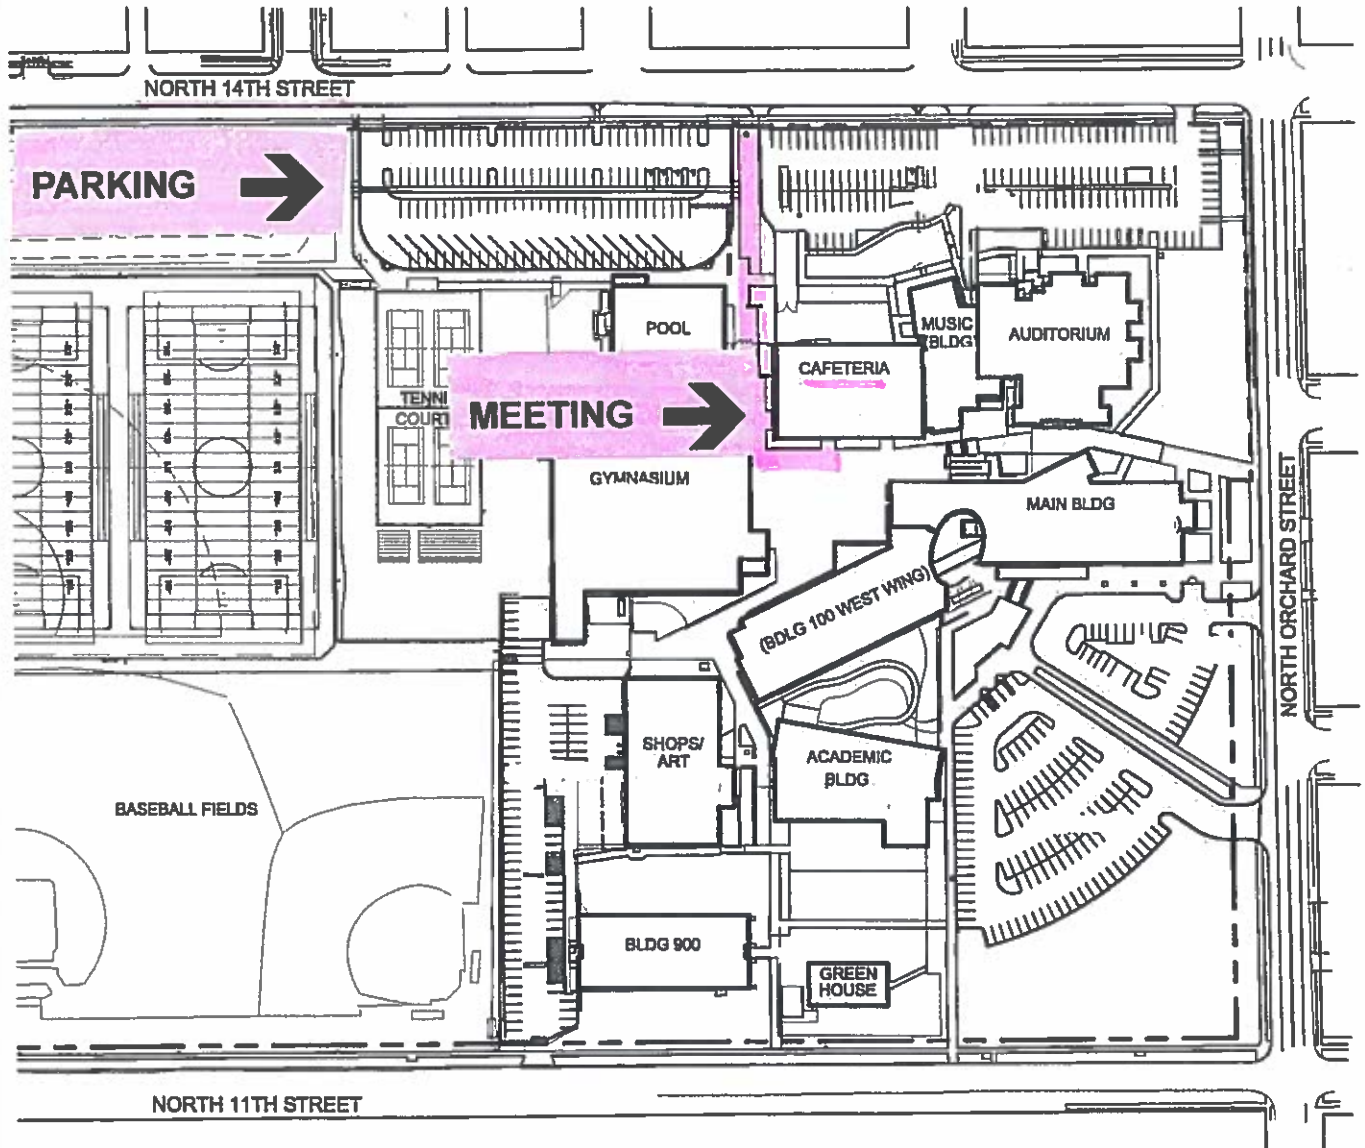 NORTH 14TH STREET
PARKING
POOL
MUSIC
(BLDG
AUDITORIUM
CAFETERIA
TENNI
COURT
MEETING
GYMNASIUM
MAIN BLDG
NORTH ORCHARD STREET
(BDLG 100 WEST WING)
SHOPS/
ART
ACADEMIC
BLDG
BASEBALL FIELDS
BLDG 900
GREEN
HOUSE
NORTH 11TH STREET